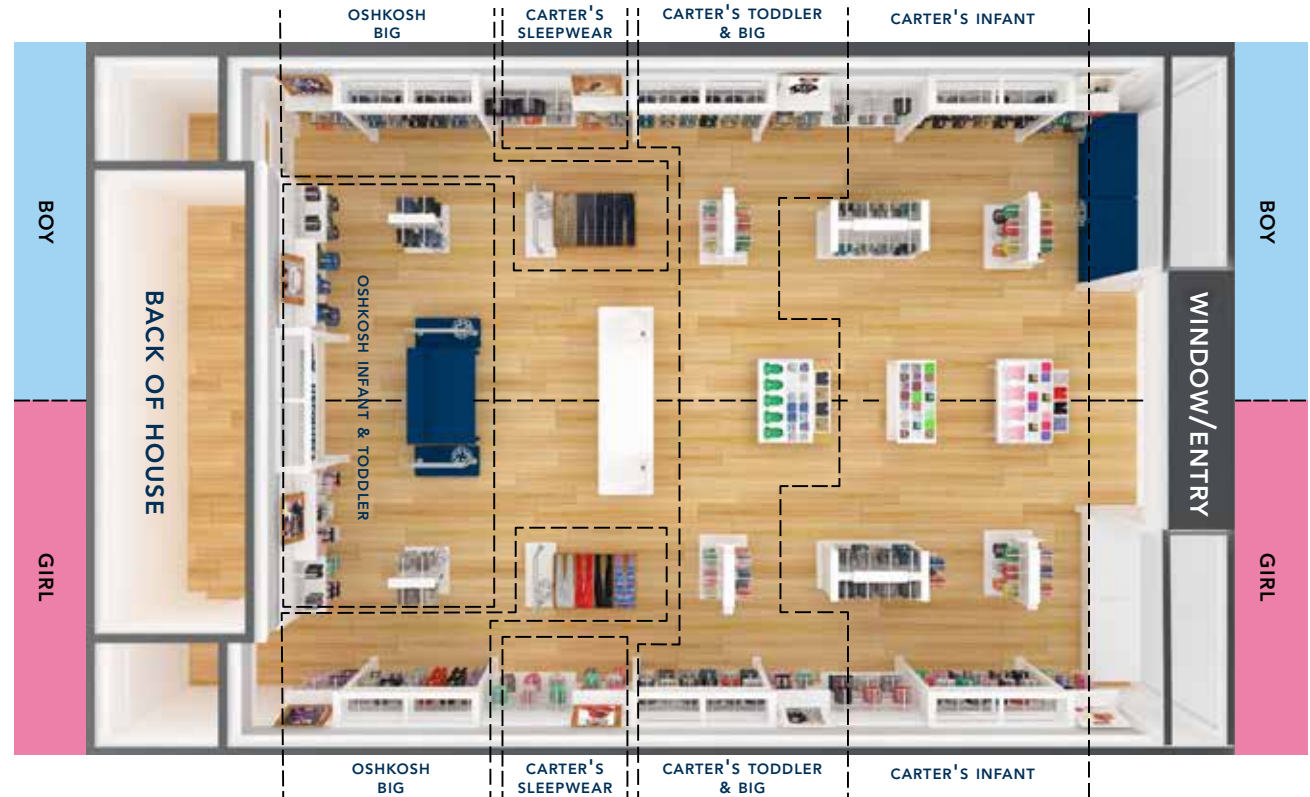 OSHKOSH
BIG
CARTER'S
SLEEPWEAR
CARTER'S TODDLER
& BIG
CARTER'S INFANT
BOY
BOY
BACK OF HOUSE
OSHKOSH INFANT & TODDLER
WINDOW/ENTRY
GIRL
GIRL
OSHKOSH
BIG
CARTER'S
SLEEPWEAR
CARTER'S TODDLER
& BIG
CARTER'S INFANT